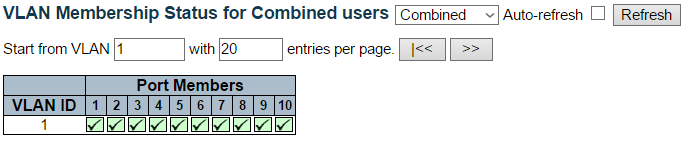 VLAN Membership Status for Combined users Combined Auto-refresh Refresh
Start from VLAN 1 with 20 entries per page. |<< >>
Port Members
VLAN ID 1 2 3 4 5 6 7 8 9 10
1